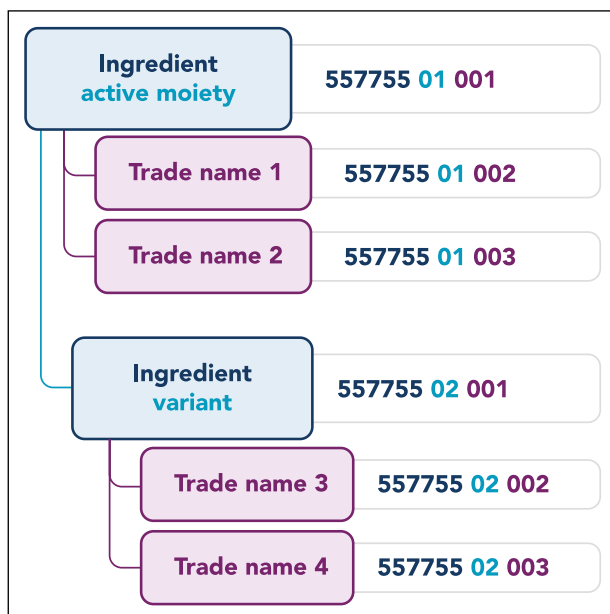 Ingredient
active moiety
557755 01 001
Trade name 1
557755 01 002
Trade name 2
557755 01 003
Ingredient
variant
557755 02 001
Trade name 3
557755 02 002
Trade name 4
557755 02 003